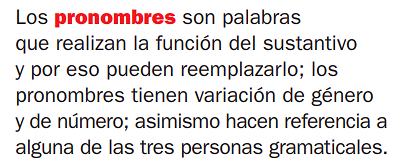 Los pronombres son palabras
que realizan la función del sustantivo
y por eso pueden reemplazarlo; los
pronombres tienen variación de género
y de número; asimismo hacen referencia a
alguna de las tres personas gramaticales.